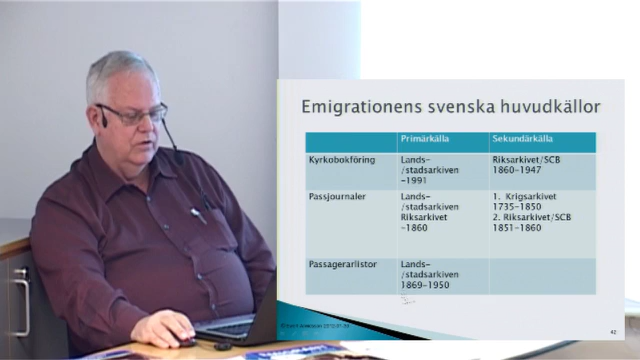 Emigrationens svenska huvudkällor
Primärkälla Sekundärkälla
Kyrkobokföring Lands- Riksarkivet/SCB
/stadsarkiven 1860-1947
-1991
Passjournaler Lands- 1. Krigsarkivet
/stadsarkiven 1735-1850
Riksarkivet 2. Riksarkivet/SCB
-1860 1851-1860
Passagerarlistor Lands-
/stadsarkiven
1869-1950
42